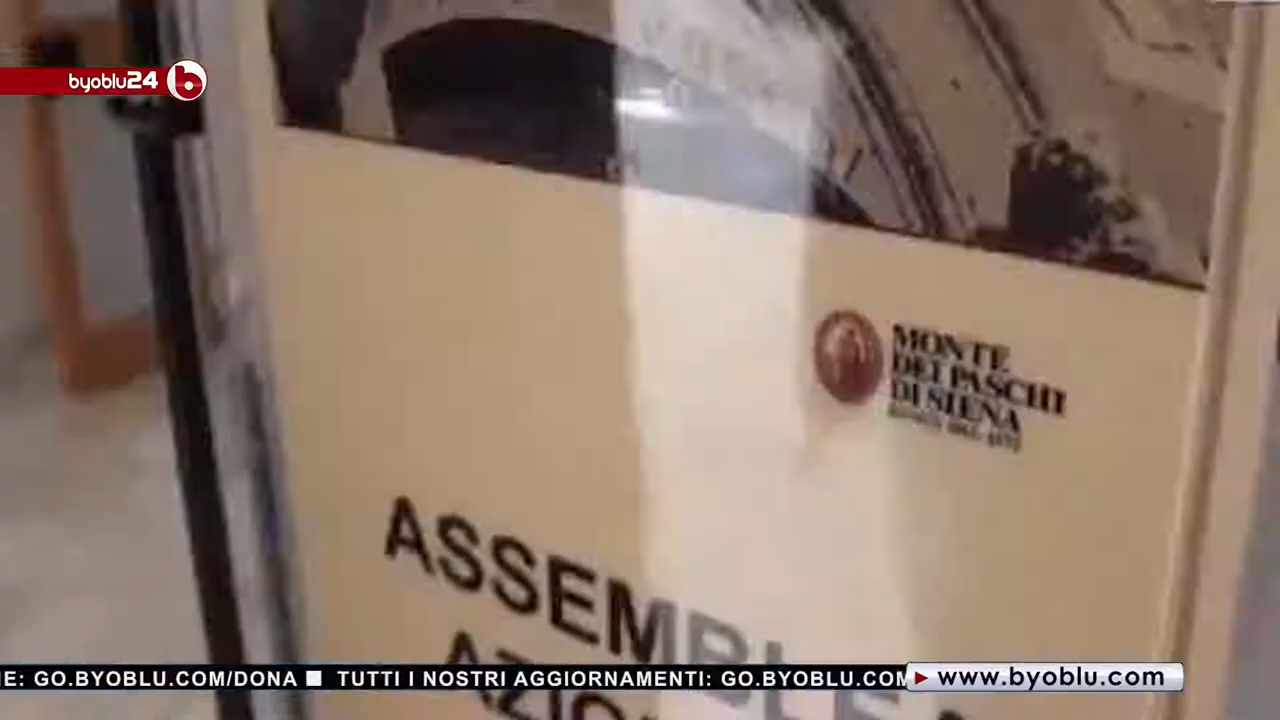 byoblu24
MONTE
DEI PASCHI
DI SIENA
ASSEMBLEA
E: GO.BYOBLU.COM/DONA ■ TUTTI I NOSTRI AGGIORNAMENTI: GO.BYOBLU.COM
www.byoblu.com